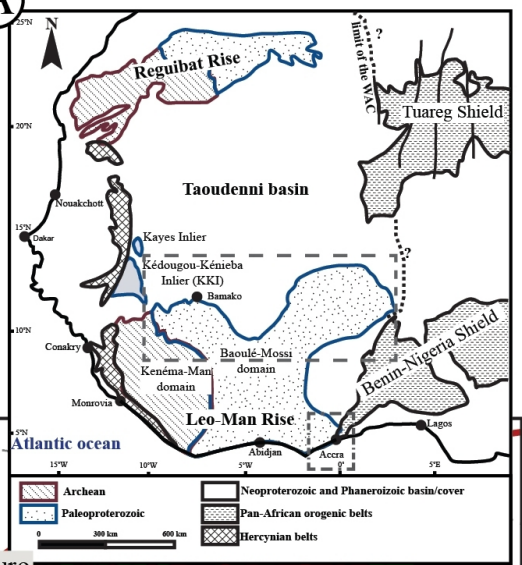 A
25°N
N
limit of the WAC
?
Reguibat Rise
Tuareg Shield
20°N
Taoudenni basin
Nouakchott
15°N
Dakar
Kayes Inlier
?
Kédougou-Kénieba
Inlier (KKI)
Bamako
10°N
Conakry
Baoulé-Mossi
domain
Kenéma-Man
domain
Benin-Nigeria Shield
Monrovia
Leo-Man Rise
Lagos
5°N
Atlantic ocean
Abidjan
Accra
15°W
10°W
5°W
0°
5°E
Archean
Neoproterozoic and Phaneroizoic basin/cover
Paleoproterozoic
Pan-African orogenic belts
0
300 km
600 km
Hercynian belts